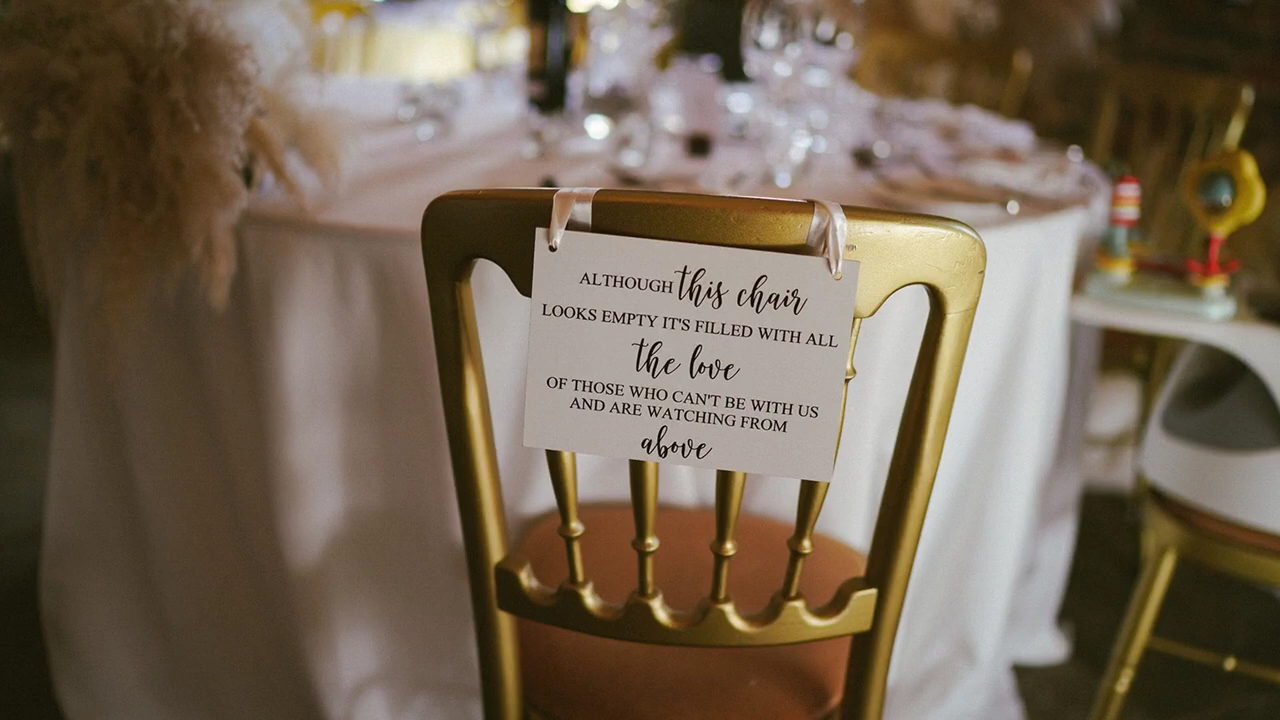 ALTHOUGH this chair
LOOKS EMPTY IT'S FILLED WITH ALL
the love
OF THOSE WHO CAN'T BE WITH US
AND ARE WATCHING FROM
above